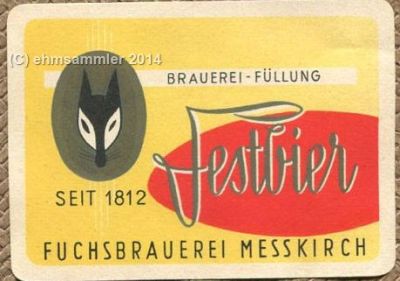 (C) ehmsammler 2014
BRAUEREI-FÜLLUNG
Festbier
SEIT 1812
FUCHSBRAUEREI MESSKIRCH